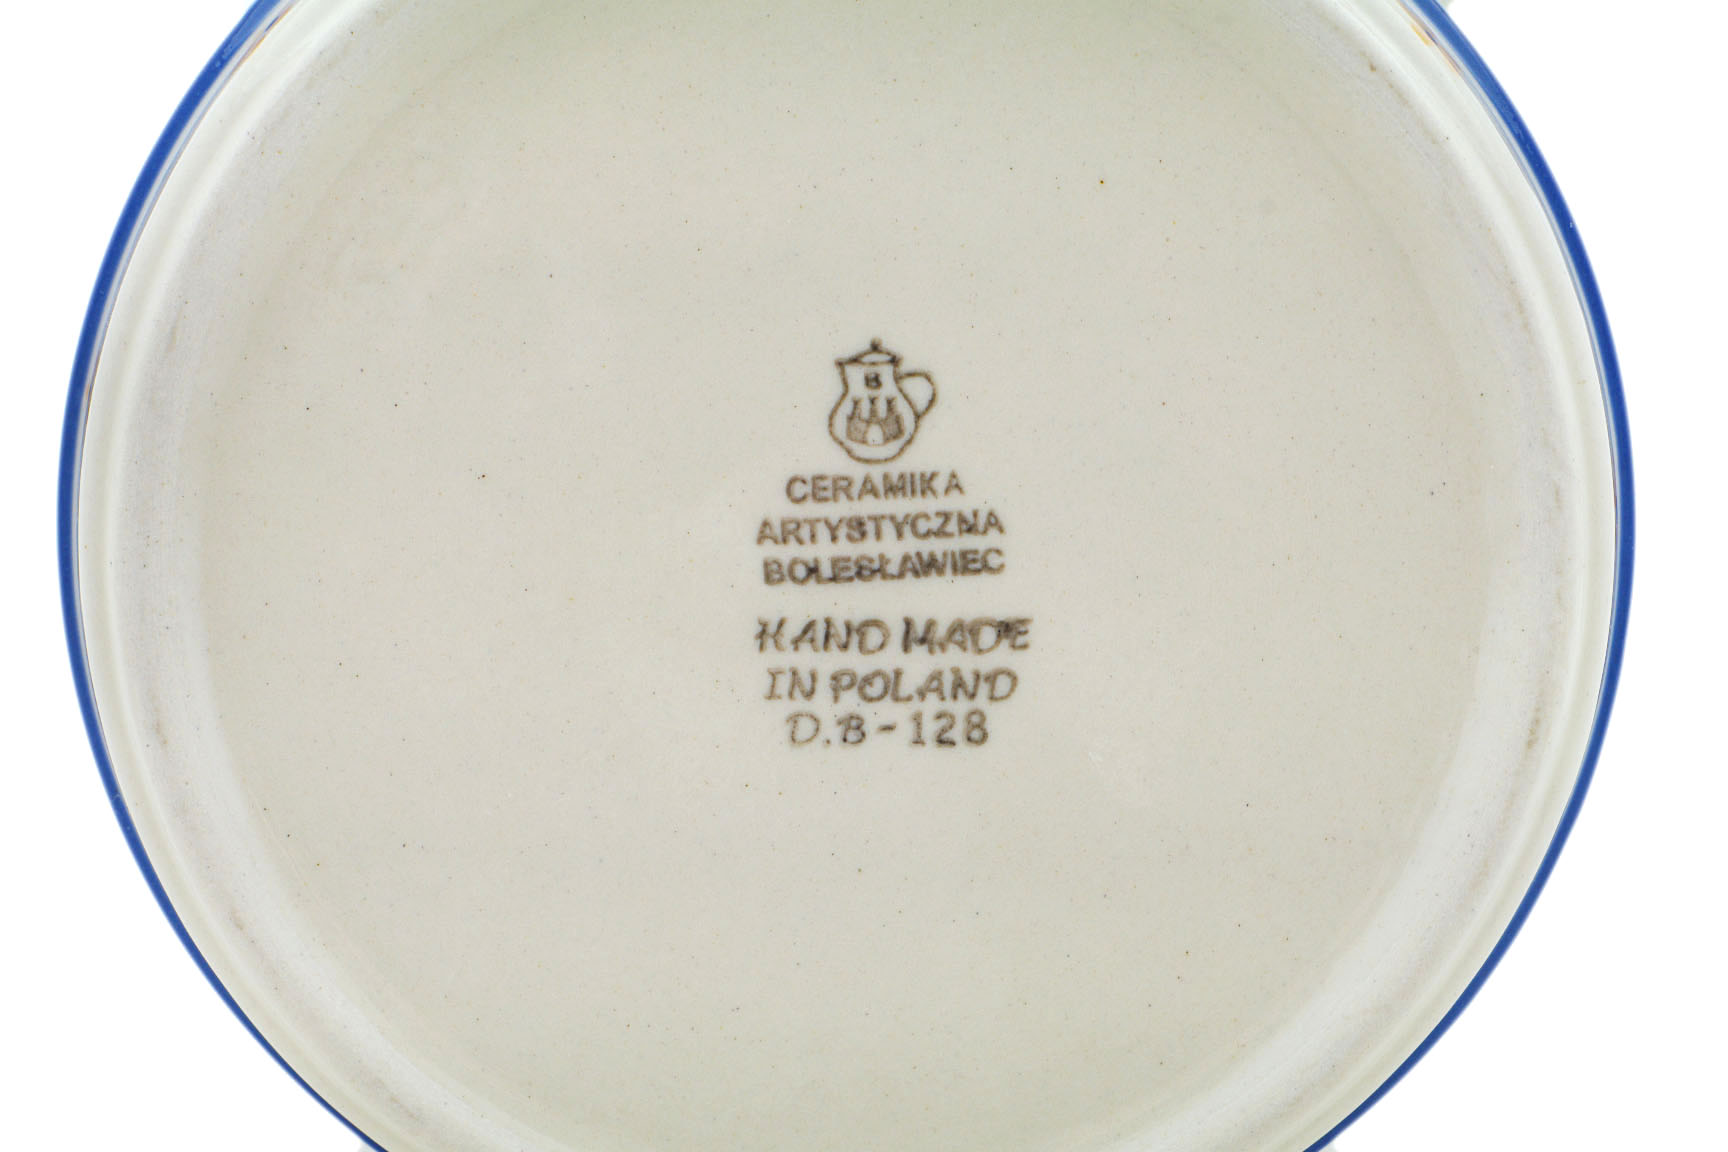 B
CERAMIKA
ARTYSTYCZNA
BOLESŁAWIEC
HAND MADE
IN POLAND
D.B-128